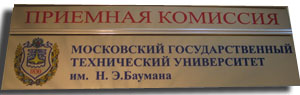 ПРИЕМНАЯ КОМИССИЯ
МОСКОВСКИЙ ГОСУДАРСТВЕННЫЙ
ТЕХНИЧЕСКИЙ УНИВЕРСИТЕТ
им. Н.Э.Баумана